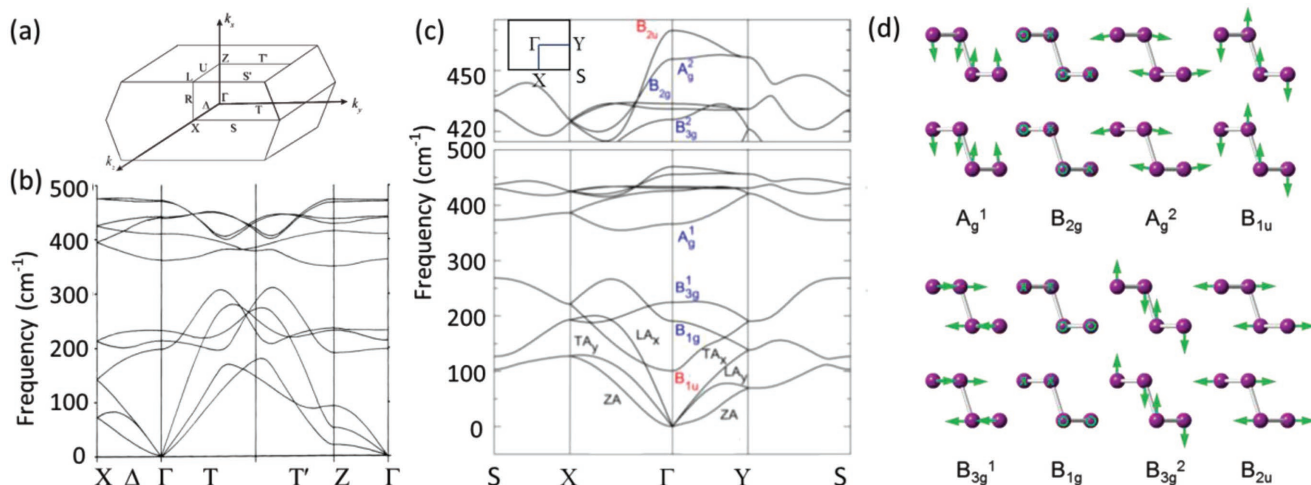 (a)
kx
Z
T'
U
L
S'
R
Δ
Γ
T
ky
X
S
kz
(b)
Frequency (cm-1)
500
400
300
200
100
0
X Δ Γ T T' Z Γ
(c)
Γ
Y
X
S
B2u
Ag2
B2g
B3g2
450
420
Frequency (cm-1)
500
400
300
200
100
0
Ag1
B3g1
B1g
B1u
TAy
LAx
TAx
LAy
ZA
ZA
S X Γ Y S
(d)
Ag1 B2g Ag2 B1u
B3g1 B1g B3g2 B2u